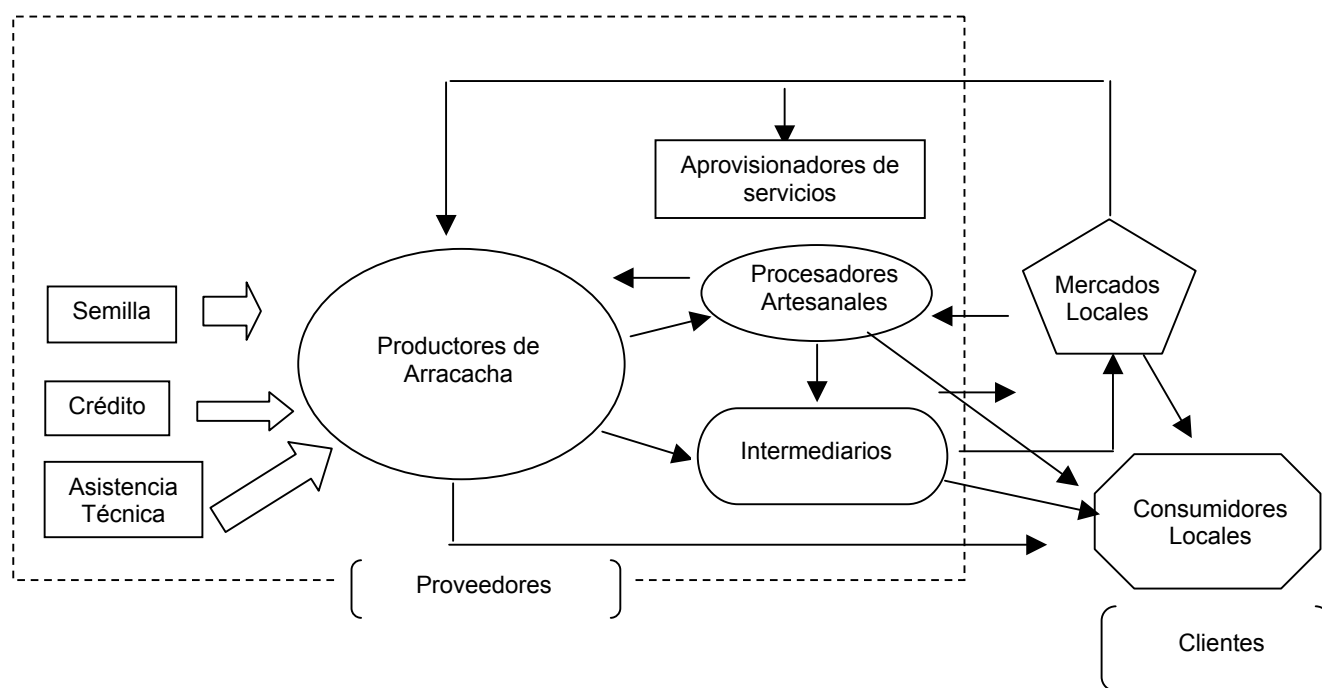 Aprovisionadores de
servicios
Procesadores
Artesanales
Mercados
Locales
Semilla
Productores de
Arracacha
Crédito
Intermediarios
Asistencia
Técnica
Consumidores
Locales
Proveedores
Clientes